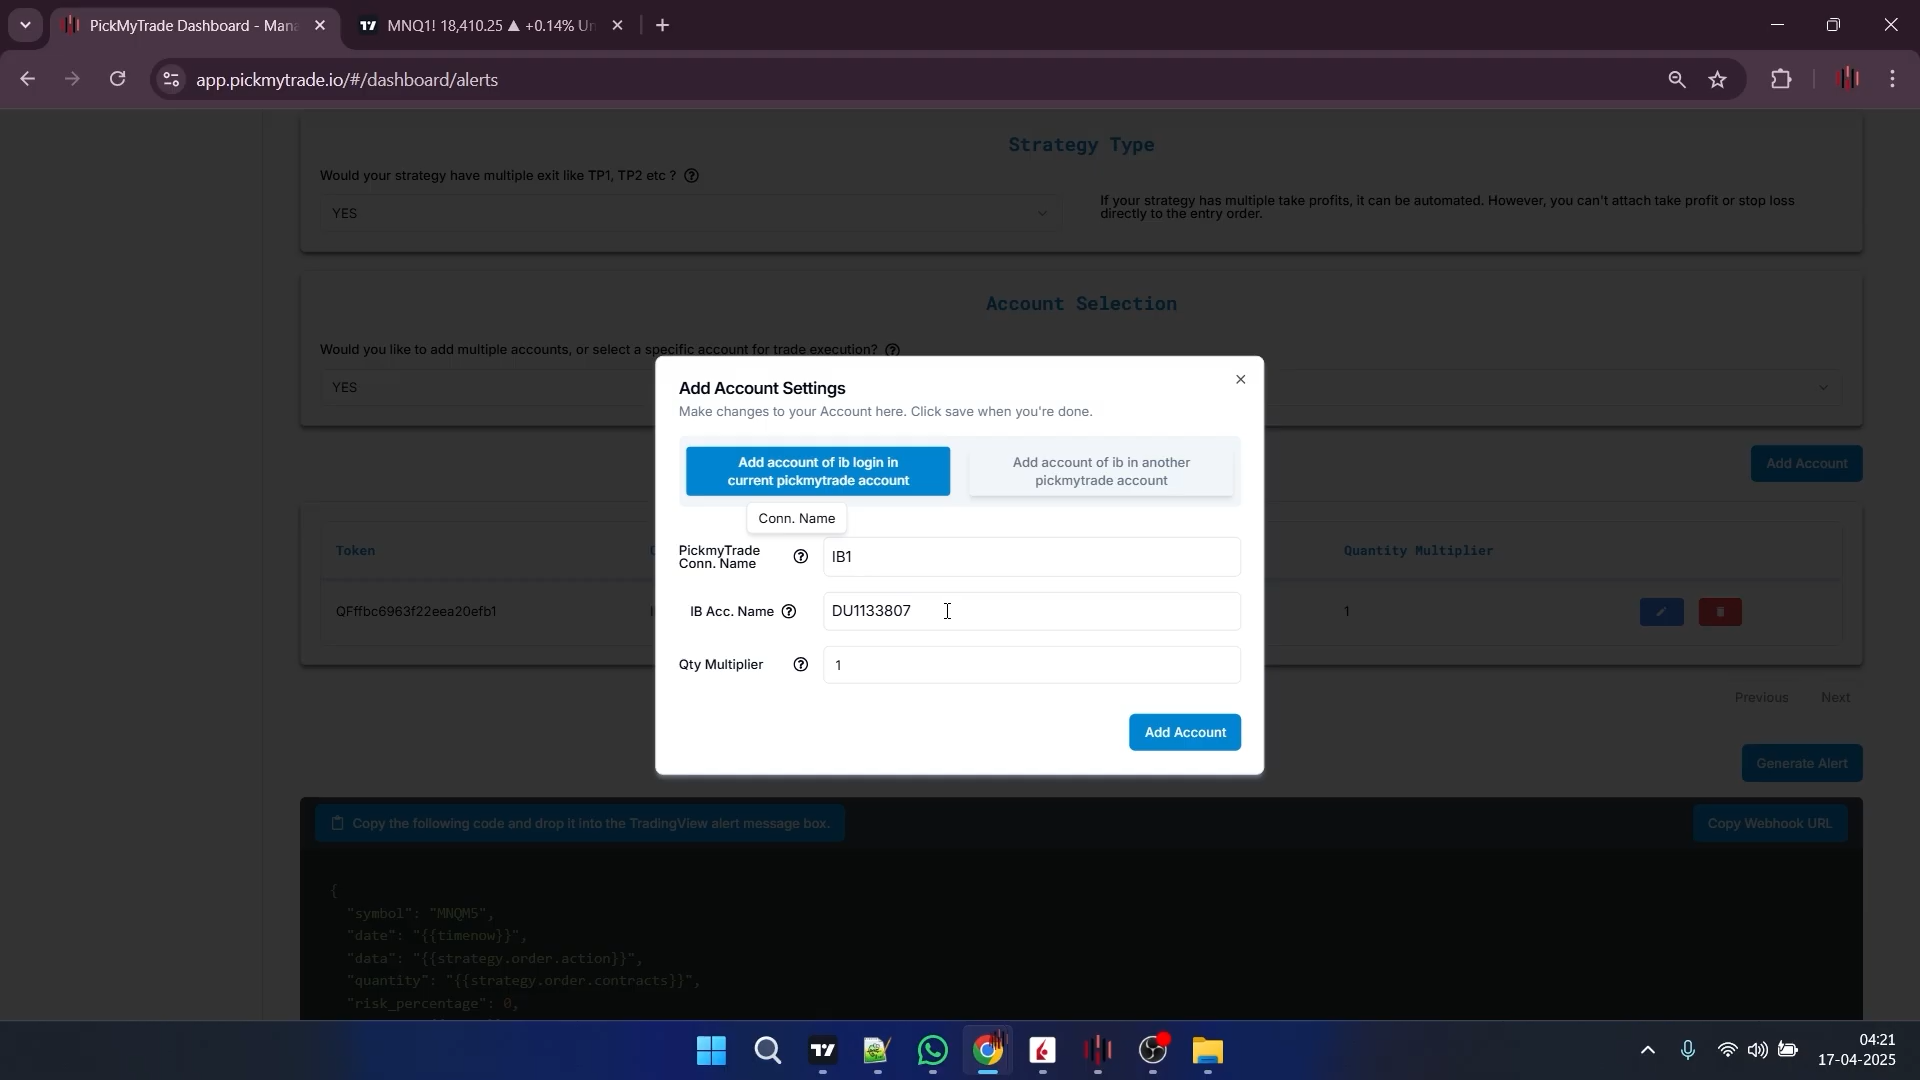 PickMyTrade Dashboard - Mana
MNQ1! 18,410.25 ▲ +0.14% Un
app.pickmytrade.io/#/dashboard/alerts
Strategy Type
Would your strategy have multiple exit like TP1, TP2 etc ?
YES
If your strategy has multiple take profits, it can be automated. However, you can't attach take profit or stop loss
directly to the entry order.
Account Selection
Would you like to add multiple accounts, or select a specific account for trade execution?
YES
Add Account
Token
Quantity Multiplier
QFffbc6963f22eea20efb1
1
Add Account Settings
Make changes to your Account here. Click save when you're done.
Add account of ib login in
current pickmytrade account
Add account of ib in another
pickmytrade account
Conn. Name
PickmyTrade
Conn. Name
IB1
IB Acc. Name
DU1133807
Qty Multiplier
1
Add Account
Previous
Next
Generate Alert
Copy the following code and drop it into the TradingView alert message box.
Copy Webhook URL
{
"symbol": "MNQM5",
"date": "{{timenow}}",
"data": "{{strategy.order.action}}",
"quantity": "{{strategy.order.contracts}}",
"risk_percentage": 0,
04:21
17-04-2025